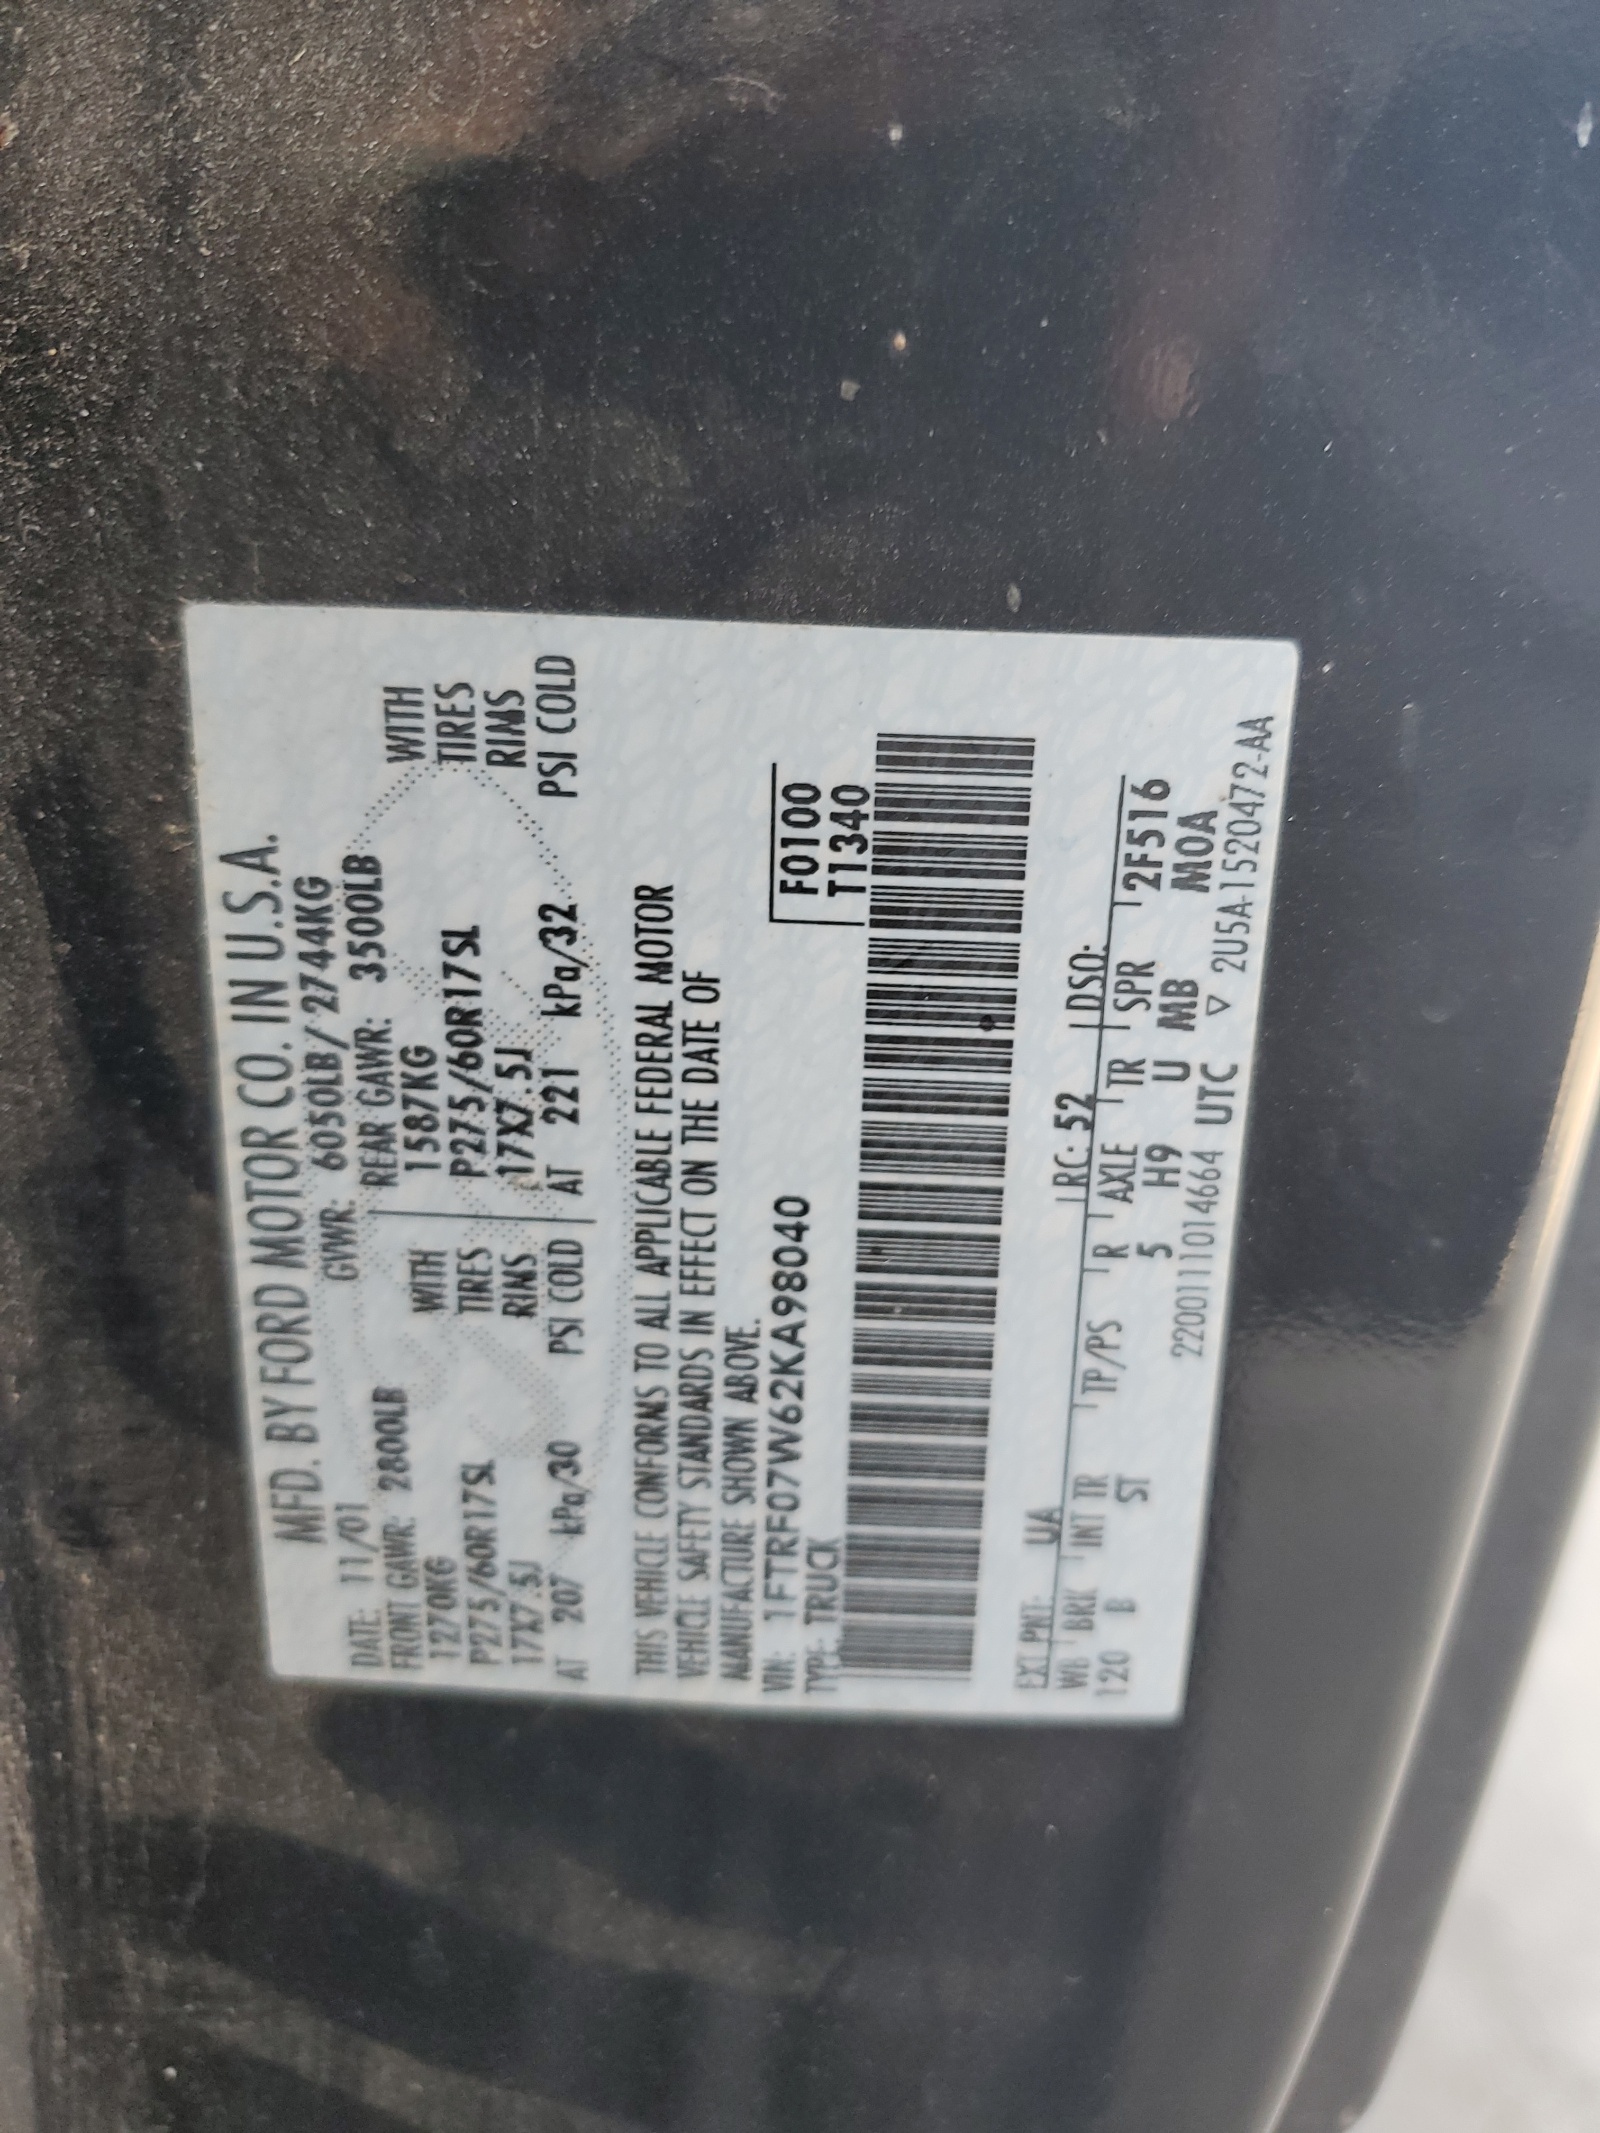 MFD. BY FORD MOTOR CO. IN U.S.A.
DATE: 11/01 GVWR: 6050LB/2744KG
FRONT GAWR: 2800LB REAR GAWR: 3500LB
1270KG WITH 1587KG WITH
P275/60R17SL TIRES P275/60R17SL TIRES
17X7.5J RIMS 17X7.5J RIMS
AT 207 kPa/30 PSI COLD AT 221 kPa/32 PSI COLD
THIS VEHICLE CONFORMS TO ALL APPLICABLE FEDERAL MOTOR
VEHICLE SAFETY STANDARDS IN EFFECT ON THE DATE OF
MANUFACTURE SHOWN ABOVE.
VIN: 1FTRF07W62KA98040 F0100
TYPE: TRUCK T1340
EXT PNT: UA RC: 52 DSO:
WB BRK INT TR TP/PS R AXLE TR SPR 2F516
120 B ST 5 H9 U MB M0A
2200111014664 UTC ▽ 2U5A-1520472-AA